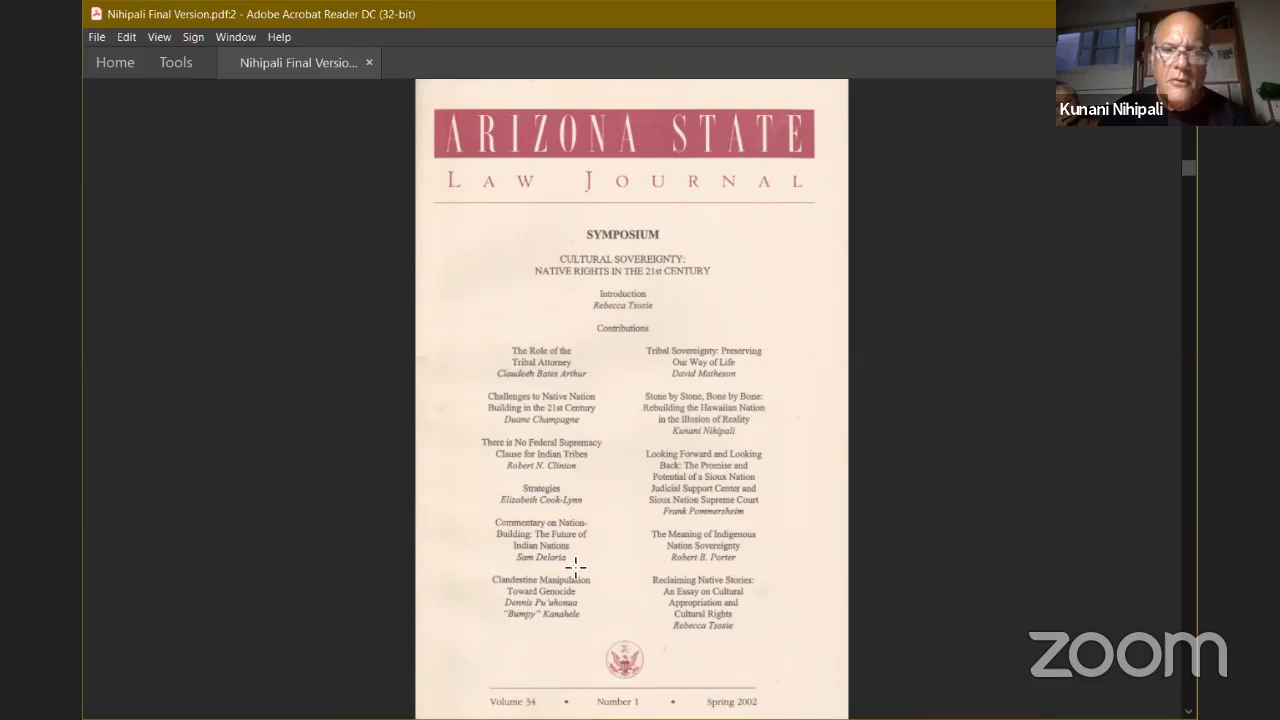 Nihipali Final Version.pdf:2 - Adobe Acrobat Reader DC (32-bit)
File Edit View Sign Window Help
Home Tools Nihipali Final Versio... ×
Kunani Nihipali
ARIZONA STATE
LAW JOURNAL
SYMPOSIUM
CULTURAL SOVEREIGNTY:
NATIVE RIGHTS IN THE 21st CENTURY
Introduction
Rebecca Tsosie
Contributions
The Role of the
Tribal Attorney
Claudeen Bates Arthur
Challenges to Native Nation
Building in the 21st Century
Duane Champagne
There is No Federal Supremacy
Clause for Indian Tribes
Robert N. Clinton
Strategies
Elizabeth Cook-Lynn
Commentary on Nation-
Building: The Future of
Indian Nations
Sam Deloria
Clandestine Manipulation
Toward Genocide
Dennis Pu'uhonua
"Bumpy" Kanahele
Tribal Sovereignty: Preserving
Our Way of Life
David Matheson
Stone by Stone, Bone by Bone:
Rebuilding the Hawaiian Nation
in the Illusion of Reality
Kunani Nihipali
Looking Forward and Looking
Back: The Promise and
Potential of a Sioux Nation
Judicial Support Center and
Sioux Nation Supreme Court
Frank Pommersheim
The Meaning of Indigenous
Nation Sovereignty
Robert B. Porter
Reclaiming Native Stories:
An Essay on Cultural
Appropriation and
Cultural Rights
Rebecca Tsosie
Volume 34 • Number 1 • Spring 2002
zoom